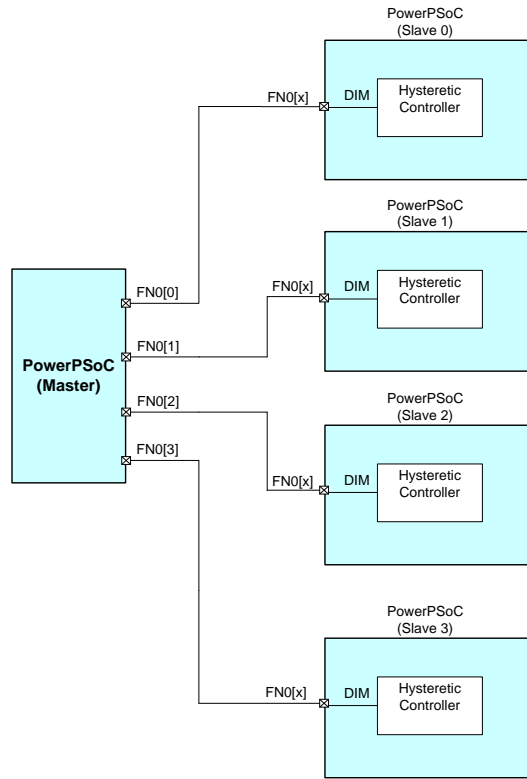 PowerPSoC
(Slave 0)
FN0[x]
DIM
Hysteretic
Controller
PowerPSoC
(Slave 1)
FN0[x]
DIM
Hysteretic
Controller
FN0[0]
FN0[1]
PowerPSoC
(Master)
FN0[2]
FN0[3]
PowerPSoC
(Slave 2)
FN0[x]
DIM
Hysteretic
Controller
PowerPSoC
(Slave 3)
FN0[x]
DIM
Hysteretic
Controller